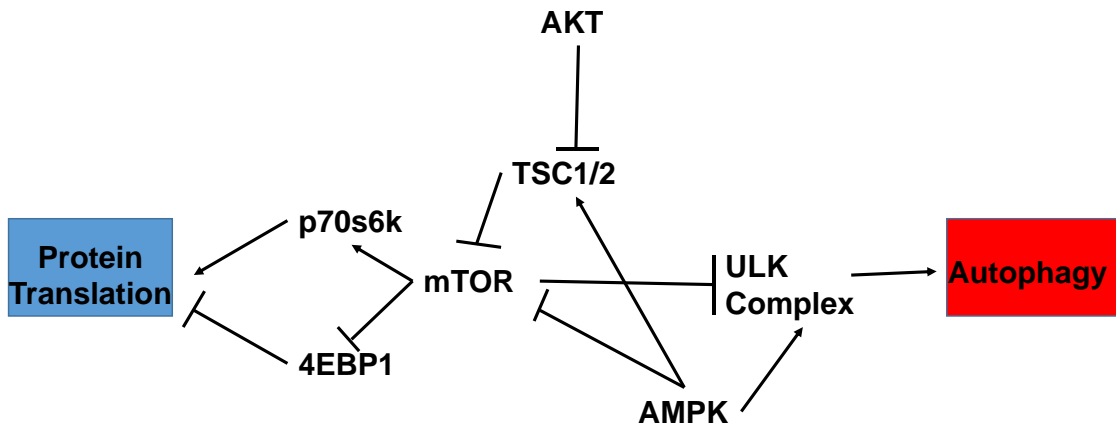 AKT
TSC1/2
p70s6k
Protein
Translation
mTOR
ULK
Complex
Autophagy
4EBP1
AMPK